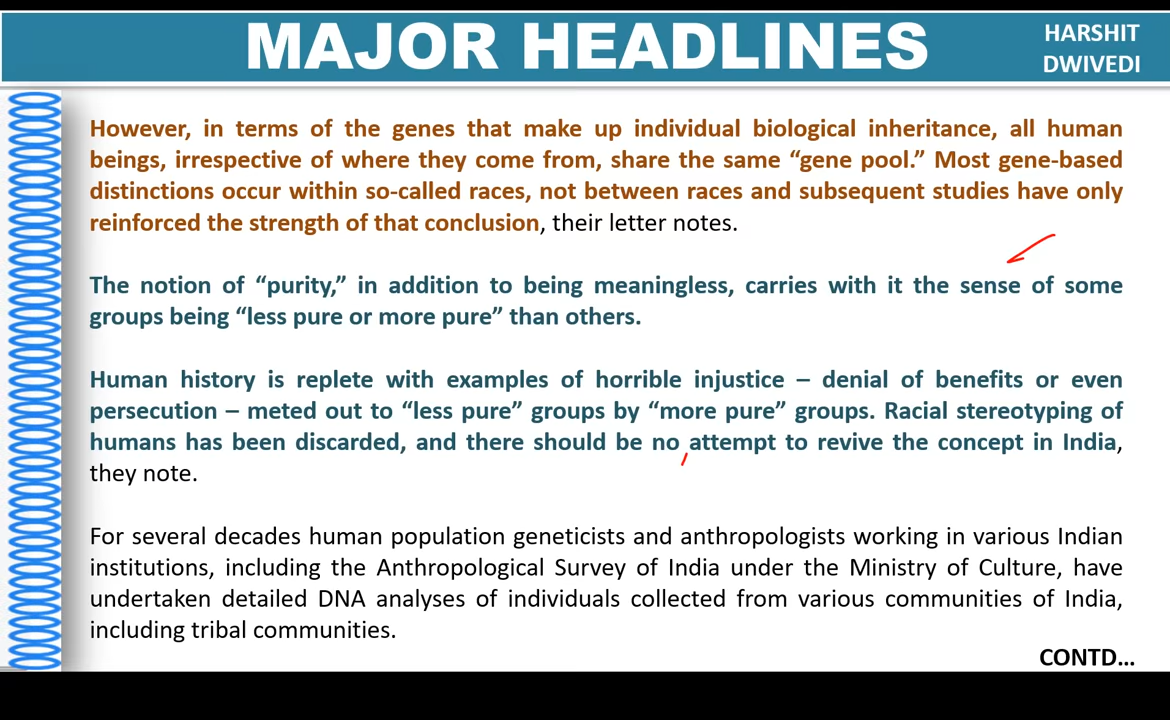 MAJOR HEADLINES
HARSHIT
DWIVEDI
However, in terms of the genes that make up individual biological inheritance, all human
beings, irrespective of where they come from, share the same “gene pool.” Most gene-based
distinctions occur within so-called races, not between races and subsequent studies have only
reinforced the strength of that conclusion, their letter notes.
The notion of “purity,” in addition to being meaningless, carries with it the sense of some
groups being “less pure or more pure” than others.
Human history is replete with examples of horrible injustice – denial of benefits or even
persecution – meted out to “less pure” groups by “more pure” groups. Racial stereotyping of
humans has been discarded, and there should be no attempt to revive the concept in India,
they note.
For several decades human population geneticists and anthropologists working in various Indian
institutions, including the Anthropological Survey of India under the Ministry of Culture, have
undertaken detailed DNA analyses of individuals collected from various communities of India,
including tribal communities.
CONTD...